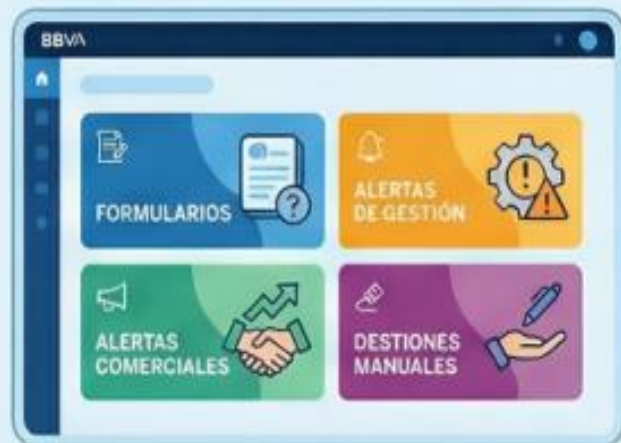 BBVA
FORMULARIOS
ALERTAS
DE GESTIÓN
ALERTAS
COMERCIALES
DESTIONES
MANUALES